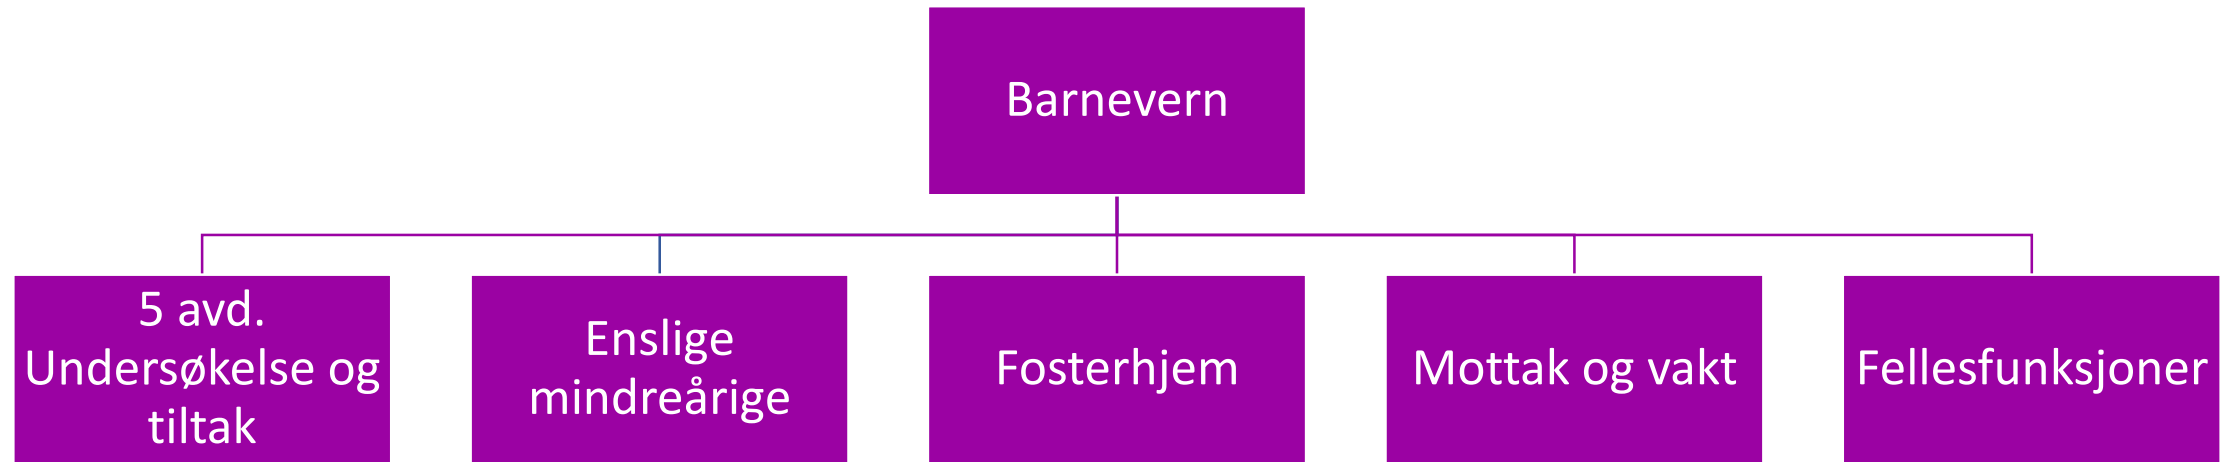 Barnevern
5 avd.
Undersøkelse og
tiltak
Enslige
mindreårige
Fosterhjem
Mottak og vakt
Fellesfunksjoner